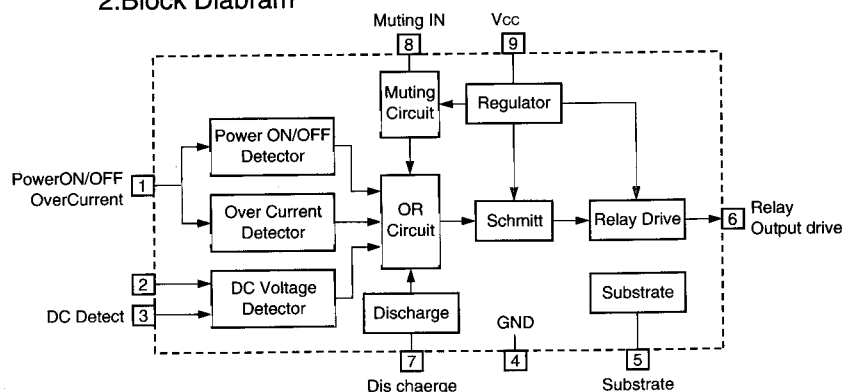 2.Block Diabram
Muting IN
Vcc
8
9
Muting
Circuit
Regulator
Power ON/OFF
Detector
PowerON/OFF
OverCurrent
1
Over Current
Detector
OR
Circuit
Schmitt
Relay Drive
6
Relay
Output drive
2
DC Voltage
Detector
DC Detect
3
Discharge
Substrate
GND
7
4
5
Dis chaerge
Substrate